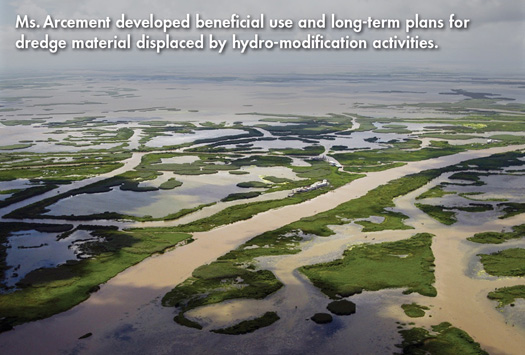 Ms. Arcement developed beneficial use and long-term plans for
dredge material displaced by hydro-modification activities.